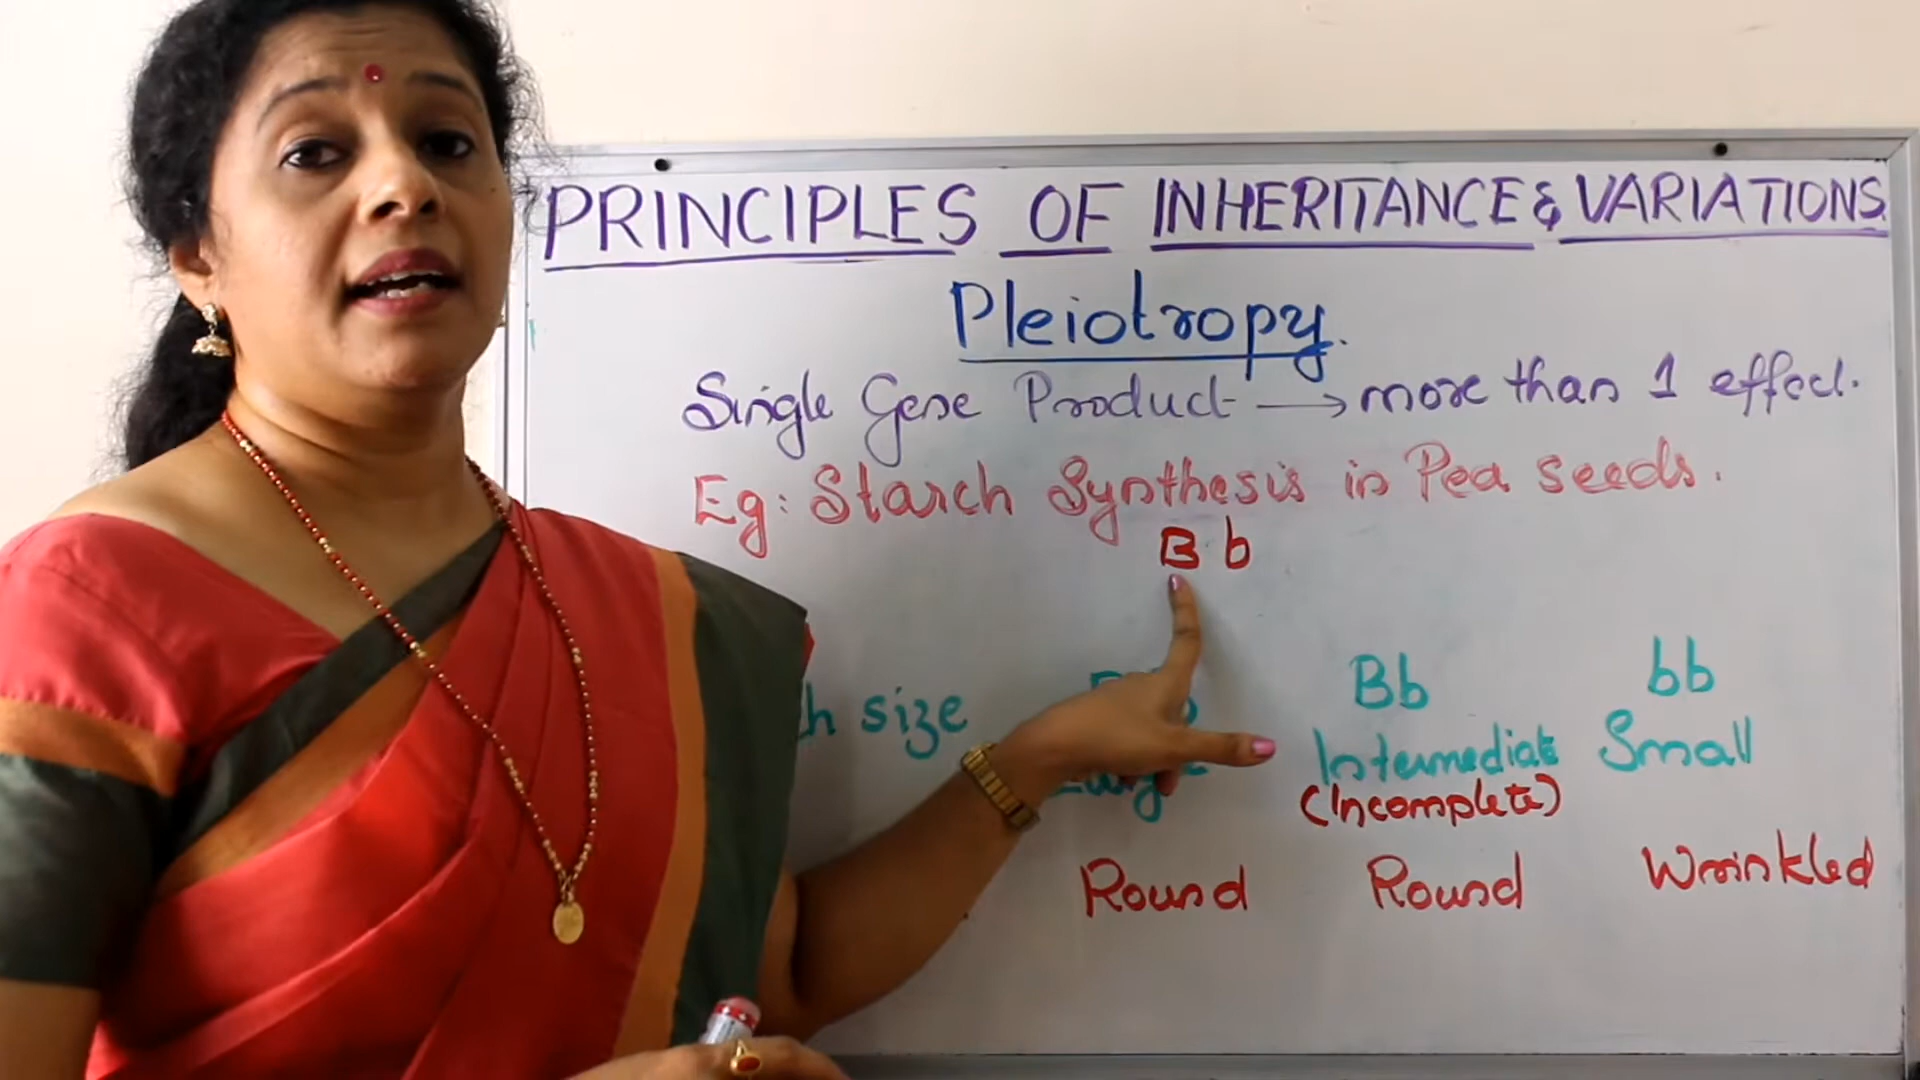 PRINCIPLES OF INHERITANCE & VARIATIONS
Pleiotropy.
Single Gene Product → more than 1 effect.
Eg: Starch Synthesis in Pea seeds.
B b
Bb bb
size Intermediate Small
(Incomplete)
Round Round Wrinkled